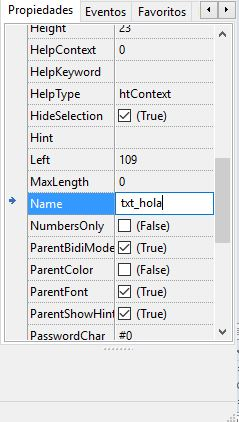 Propiedades Eventos Favoritos
Height 23
HelpContext 0
HelpKeyword
HelpType htContext
HideSelection (True)
Hint
Left 109
MaxLength 0
Name txt_hola
NumbersOnly (False)
ParentBidiMode (True)
ParentColor (False)
ParentFont (True)
ParentShowHint (True)
PasswordChar #0